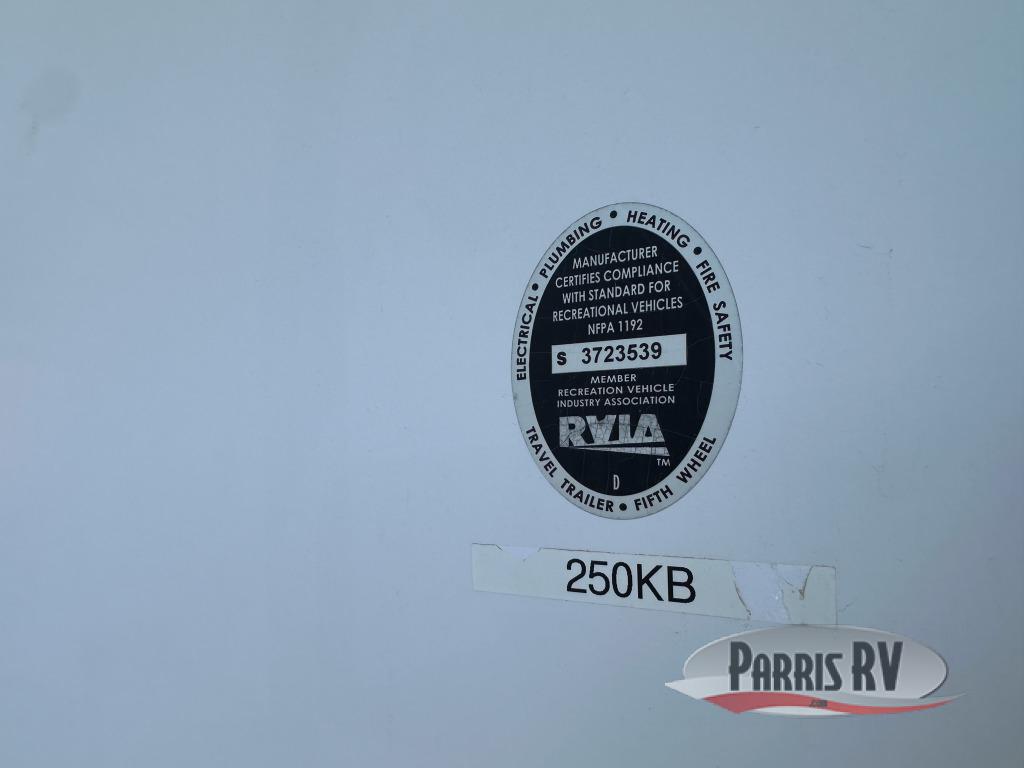 ELECTRICAL • PLUMBING • HEATING • FIRE SAFETY
MANUFACTURER
CERTIFIES COMPLIANCE
WITH STANDARD FOR
RECREATIONAL VEHICLES
NFPA 1192
S 3723539
MEMBER
RECREATION VEHICLE
INDUSTRY ASSOCIATION
RVIA
TM
D
TRAVEL TRAILER • FIFTH WHEEL
250KB
PARRIS RV
.com